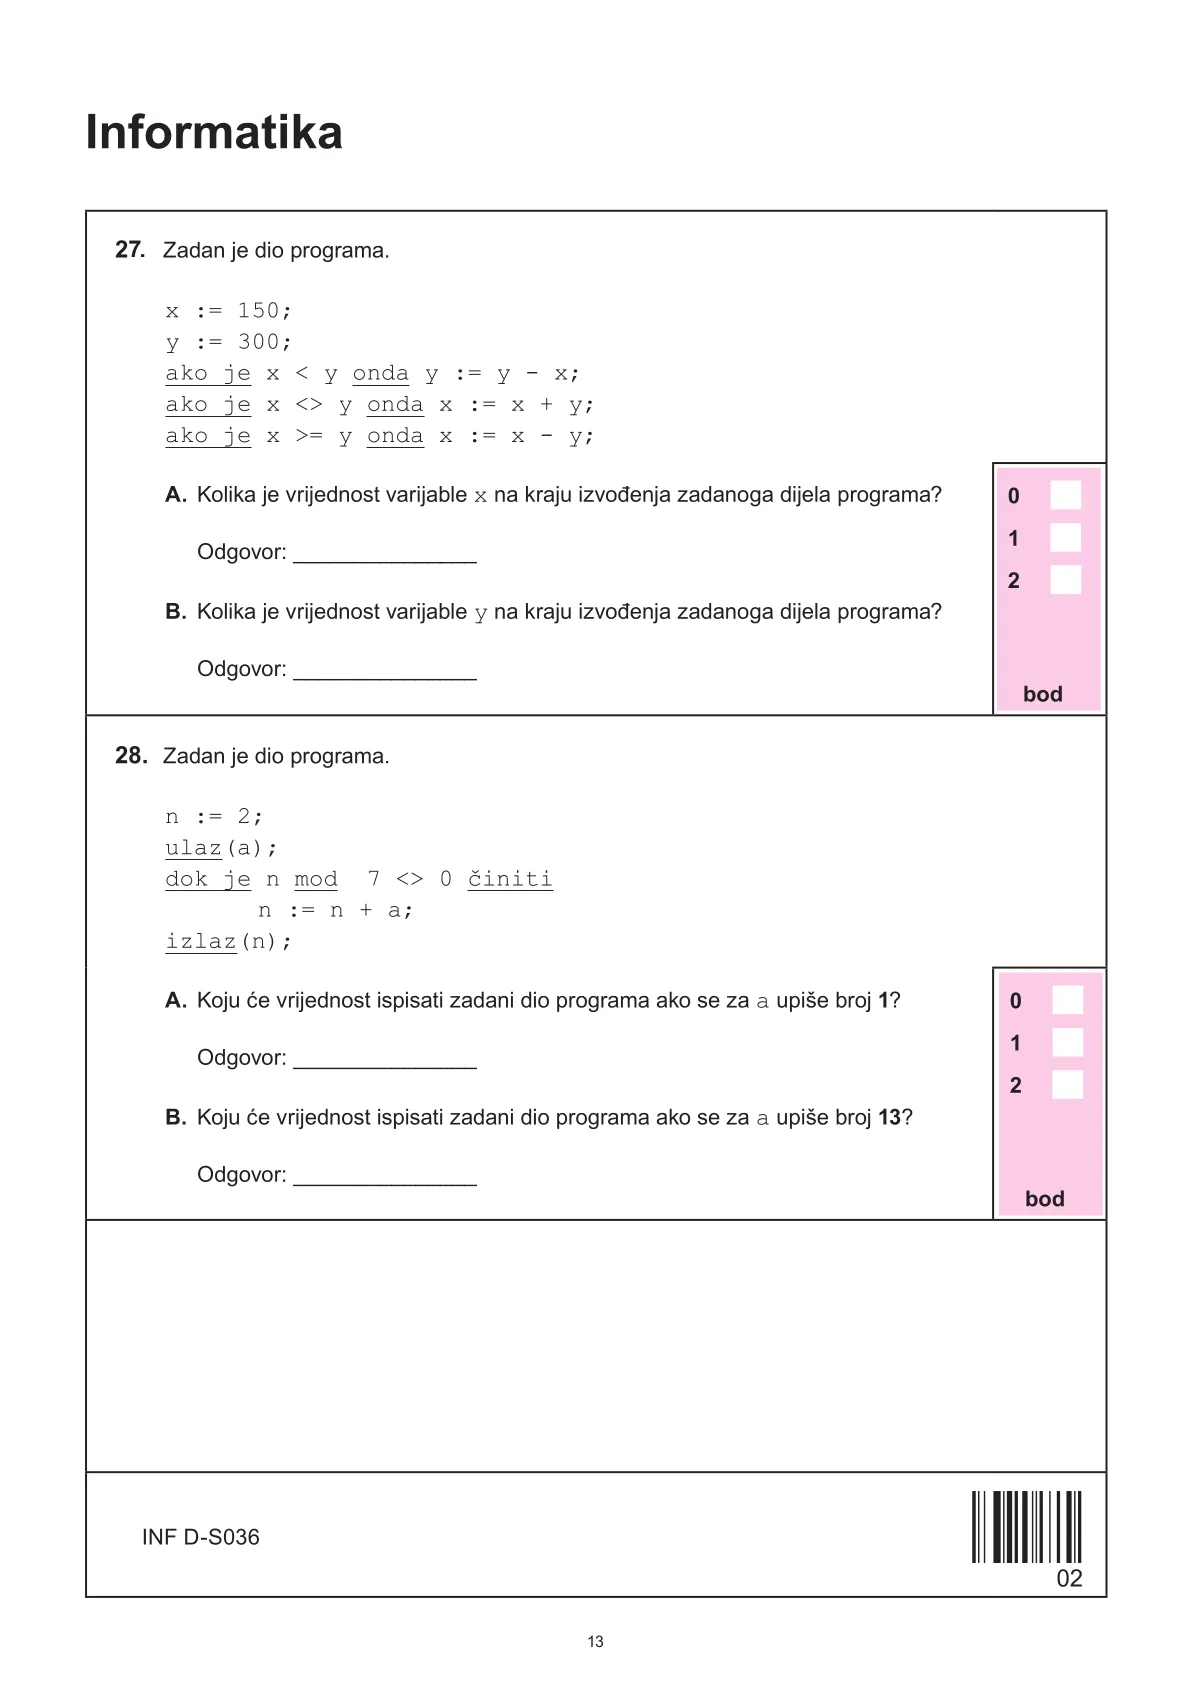 Informatika
27. Zadan je dio programa.
x := 150;
y := 300;
ako je x < y onda y := y - x;
ako je x <> y onda x := x + y;
ako je x >= y onda x := x - y;
A. Kolika je vrijednost varijable x na kraju izvođenja zadanoga dijela programa?
Odgovor: _______________
B. Kolika je vrijednost varijable y na kraju izvođenja zadanoga dijela programa?
Odgovor: _______________
0
1
2
bod
28. Zadan je dio programa.
n := 2;
ulaz(a);
dok je n mod  7 <> 0 činiti
n := n + a;
izlaz(n);
A. Koju će vrijednost ispisati zadani dio programa ako se za a upiše broj 1?
Odgovor: _______________
B. Koju će vrijednost ispisati zadani dio programa ako se za a upiše broj 13?
Odgovor: _______________
0
1
2
bod
INF D-S036
02
13